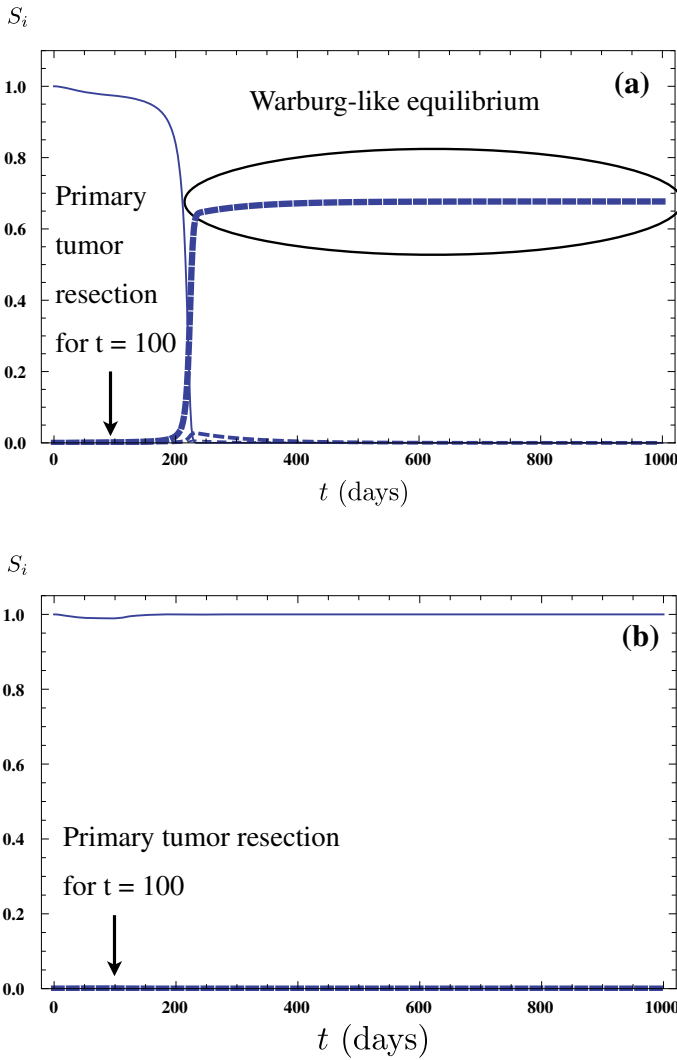 S_i
(a)
Warburg-like equilibrium
1.0
0.8
Primary
tumor
resection
for t = 100
0.6
0.4
0.2
0.0
0 200 400 600 800 1000
t (days)
S_i
1.0
(b)
0.8
0.6
0.4
Primary tumor resection
for t = 100
0.2
0.0
0 200 400 600 800 1000
t (days)